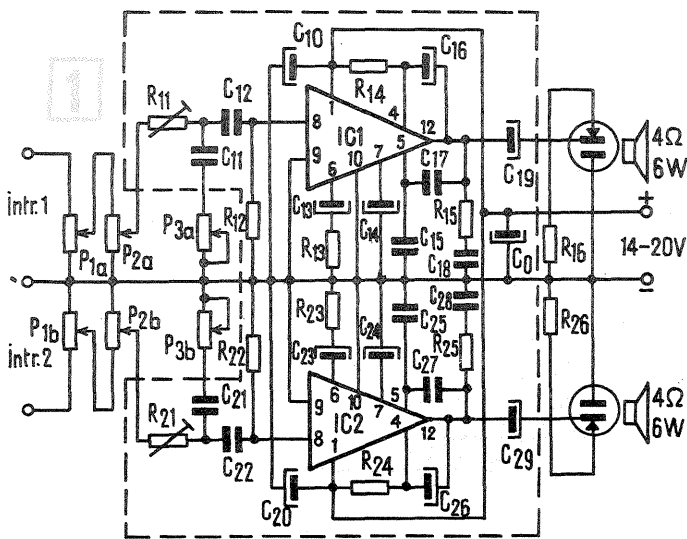 1
C10
C16
R11
C12
1
R14
4
8
IC1
12
4Ω
6W
9
10
7
5
6
C17
C19
C11
intr.1
P1a
P2a
P3a
R12
C13
R13
C14
C15
R15
C18
C0
R16
+
14-20V
−
P1b
P2b
P3b
R22
R23
C23
C24
C25
C28
R25
R26
intr.2
C27
C21
6
10
7
5
9
IC2
4
12
8
1
4Ω
6W
R21
C22
C29
R24
C20
C26